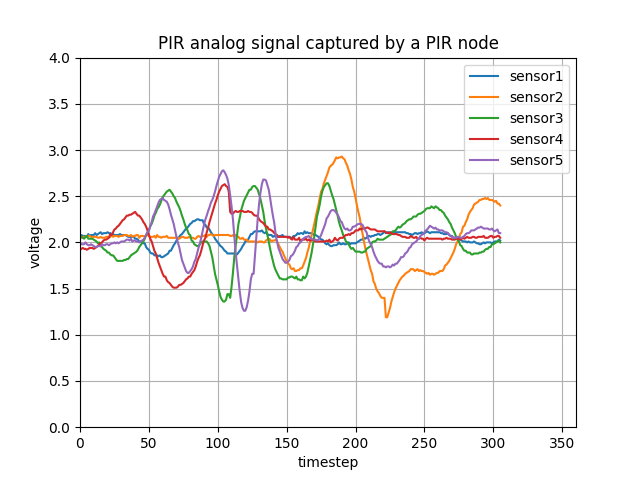 PIR analog signal captured by a PIR node
4.0
3.5
3.0
2.5
2.0
1.5
1.0
0.5
0.0
voltage
0 50 100 150 200 250 300 350
timestep
sensor1
sensor2
sensor3
sensor4
sensor5